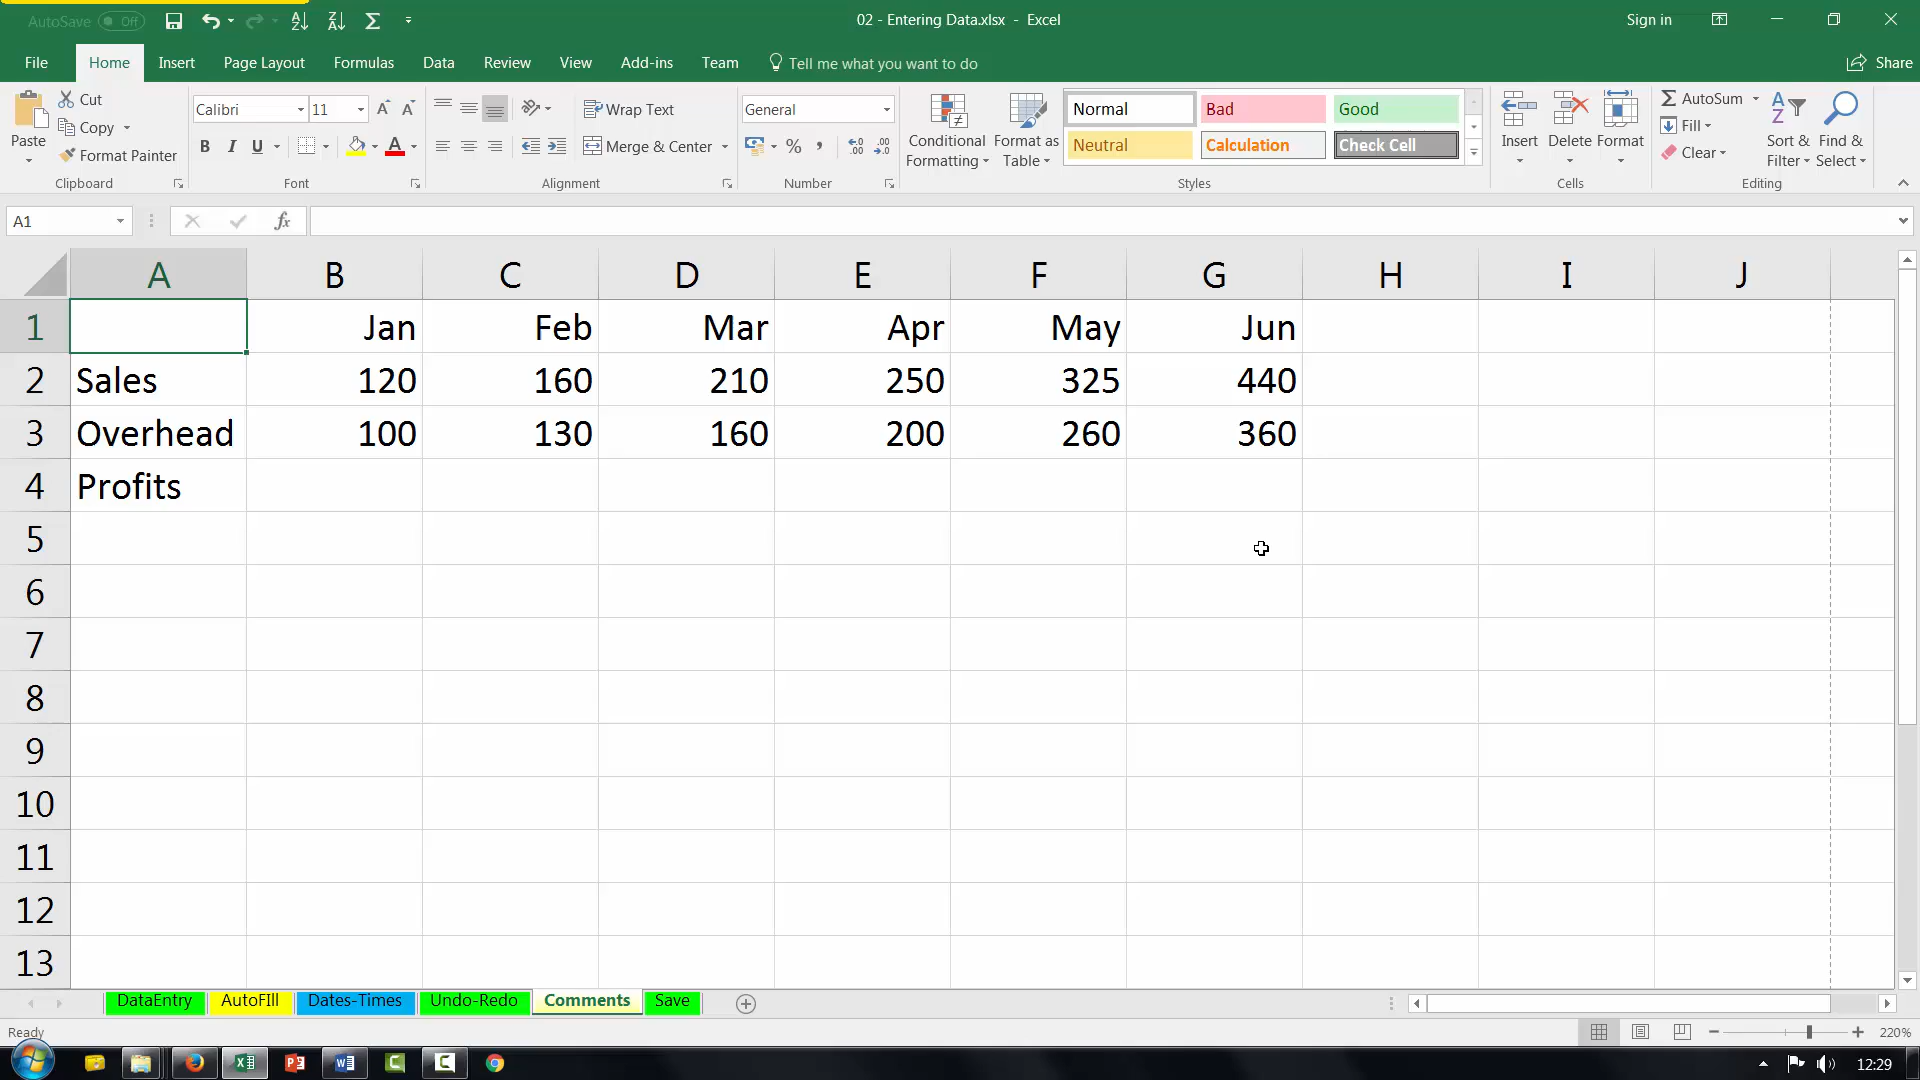 AutoSave Off 02 - Entering Data.xlsx - Excel Sign in
File Home Insert Page Layout Formulas Data Review View Add-ins Team Tell me what you want to do Share
Paste
Cut
Copy
Format Painter
Clipboard
Calibri 11
B I U A
Font
Wrap Text
Merge & Center
Alignment
General
%
Number
Conditional Formatting
Format as Table
Normal Bad Good
Neutral Calculation Check Cell
Styles
Insert Delete Format
Cells
AutoSum
Fill
Clear
Sort & Filter
Find & Select
Editing
A1 fx
A B C D E F G H I J
1 Jan Feb Mar Apr May Jun
2 Sales 120 160 210 250 325 440
3 Overhead 100 130 160 200 260 360
4 Profits
5
6
7
8
9
10
11
12
13
DataEntry AutoFIll Dates-Times Undo-Redo Comments Save
Ready 220%
12:29